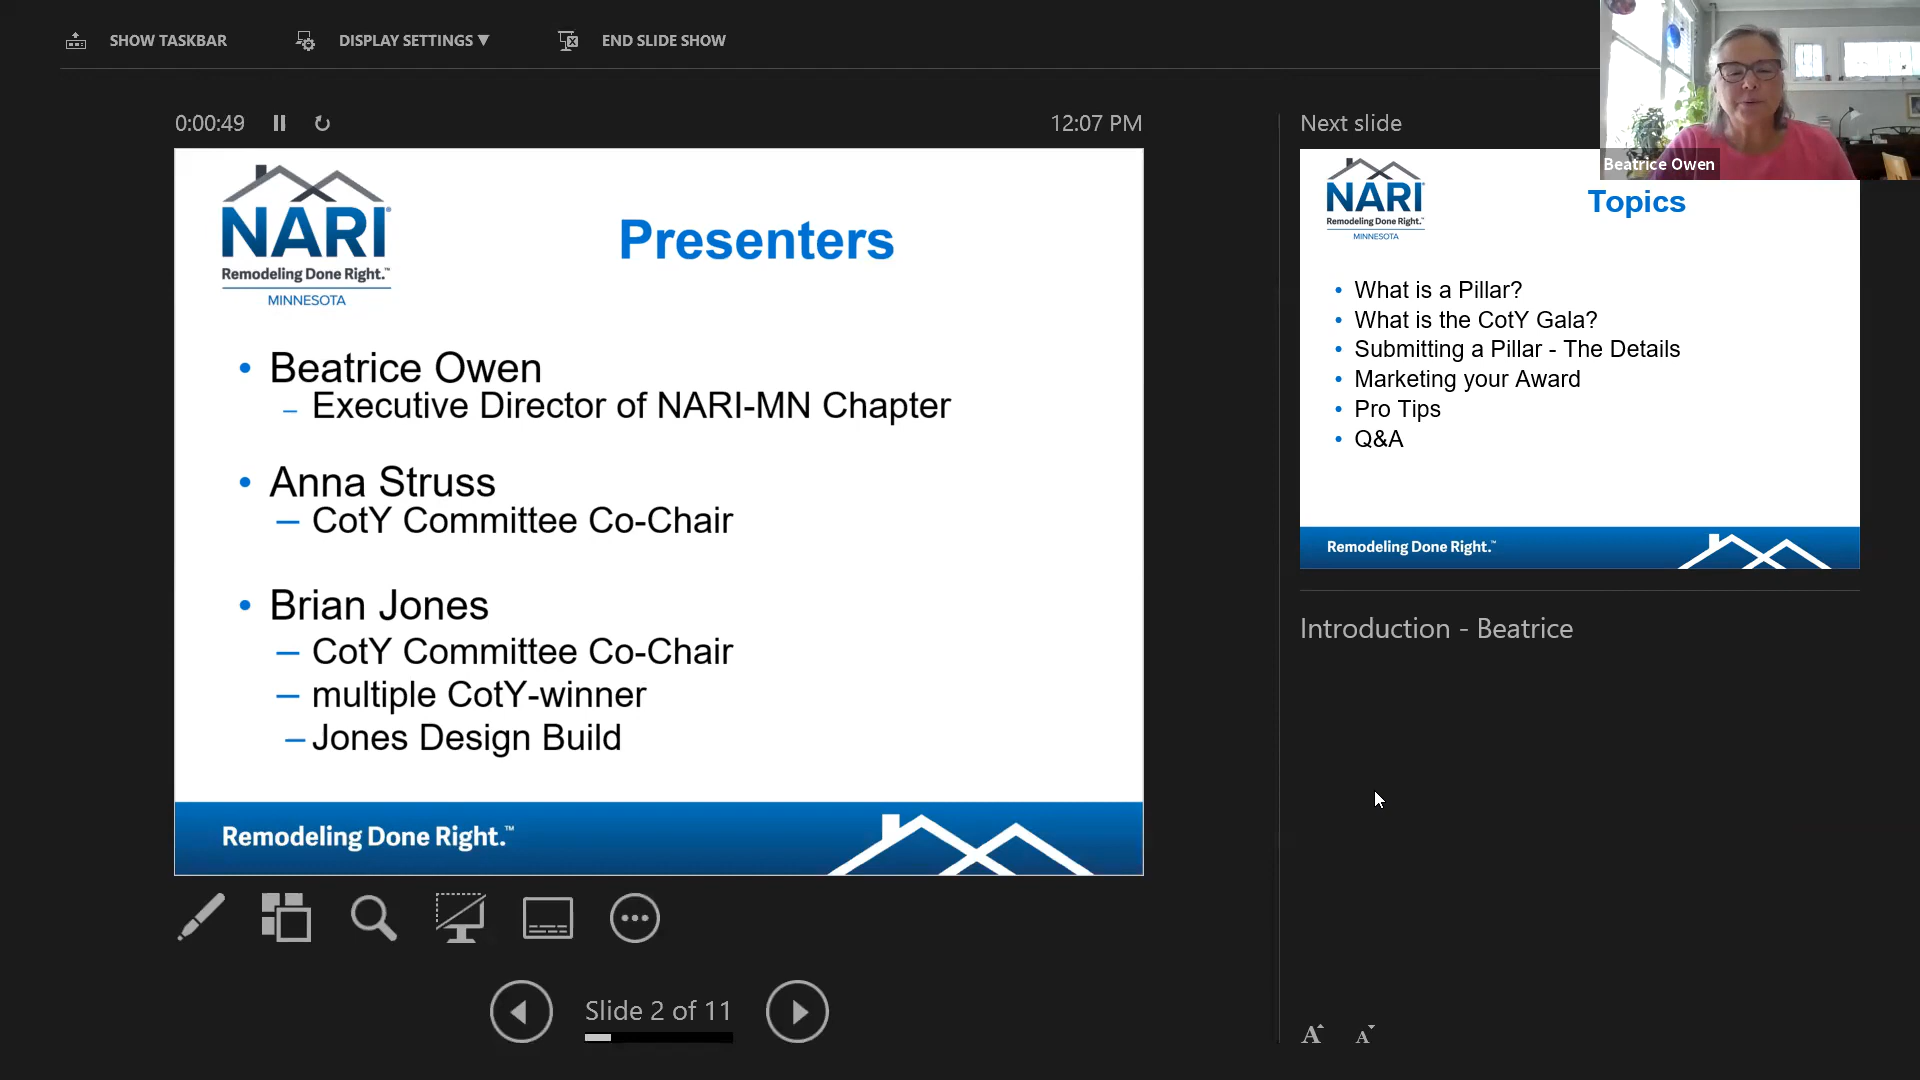 SHOW TASKBAR
DISPLAY SETTINGS ▼
END SLIDE SHOW
0:00:49
12:07 PM
Next slide
Beatrice Owen
NARI®
Remodeling Done Right.™
MINNESOTA
Presenters
• Beatrice Owen
– Executive Director of NARI-MN Chapter
• Anna Struss
– CotY Committee Co-Chair
• Brian Jones
– CotY Committee Co-Chair
– multiple CotY-winner
– Jones Design Build
Remodeling Done Right.™
NARI
Remodeling Done Right.™
MINNESOTA
Topics
• What is a Pillar?
• What is the CotY Gala?
• Submitting a Pillar - The Details
• Marketing your Award
• Pro Tips
• Q&A
Remodeling Done Right.™
Introduction - Beatrice
Slide 2 of 11
A A